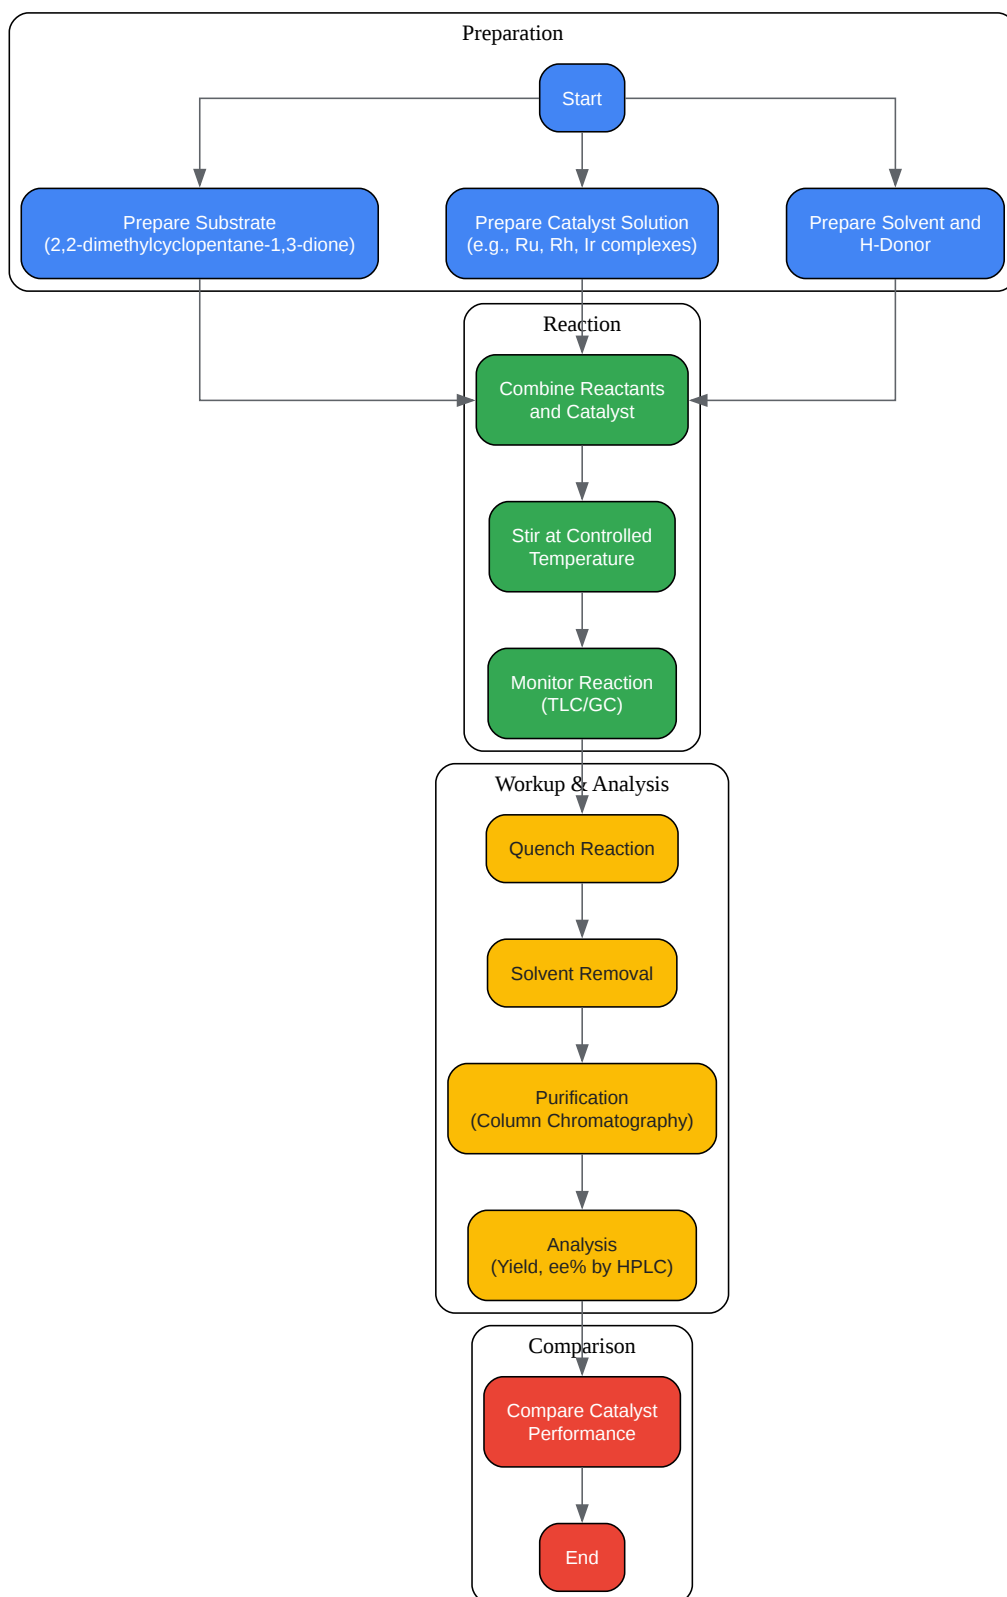 Preparation
Start
Prepare Substrate
(2,2-dimethylcyclopentane-1,3-dione)
Prepare Catalyst Solution
(e.g., Ru, Rh, Ir complexes)
Prepare Solvent and
H-Donor
Reaction
Combine Reactants
and Catalyst
Stir at Controlled
Temperature
Monitor Reaction
(TLC/GC)
Workup & Analysis
Quench Reaction
Solvent Removal
Purification
(Column Chromatography)
Analysis
(Yield, ee% by HPLC)
Comparison
Compare Catalyst
Performance
End